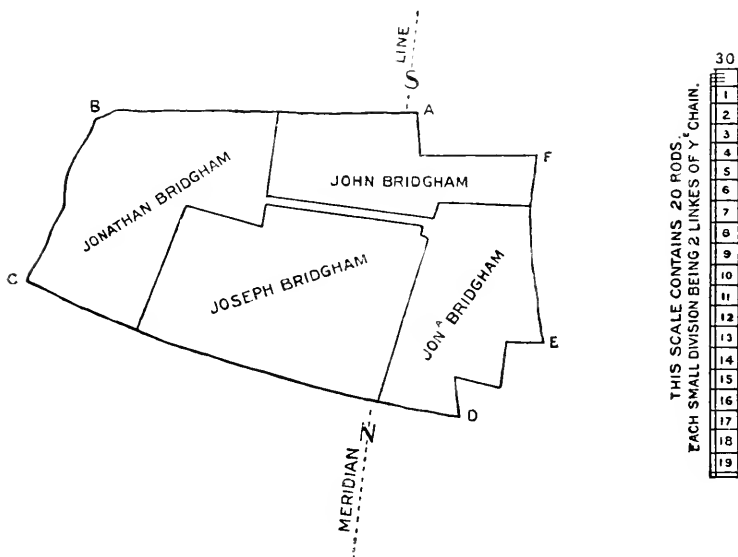 LINE
S
A
B
F
JOHN BRIDGHAM
JONATHAN BRIDGHAM
JOSEPH BRIDGHAM
JONᴬ BRIDGHAM
C
E
D
N
MERIDIAN
THIS SCALE CONTAINS 20 RODS.
EACH SMALL DIVISION BEING 2 LINKES OF Yᴱ CHAIN.
30
1
2
3
4
5
6
7
8
9
10
11
12
13
14
15
16
17
18
19